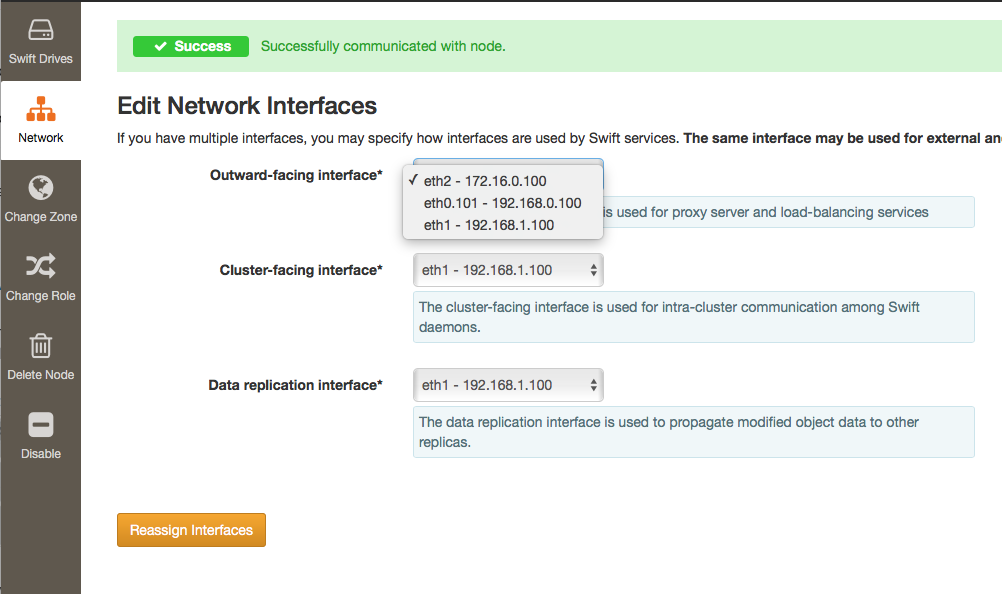 Swift Drives
Network
Change Zone
Change Role
Delete Node
Disable
✔ Success Successfully communicated with node.
Edit Network Interfaces
If you have multiple interfaces, you may specify how interfaces are used by Swift services. The same interface may be used for external an
Outward-facing interface*
✓ eth2 - 172.16.0.100
eth0.101 - 192.168.0.100
eth1 - 192.168.1.100
is used for proxy server and load-balancing services
Cluster-facing interface* eth1 - 192.168.1.100
The cluster-facing interface is used for intra-cluster communication among Swift
daemons.
Data replication interface* eth1 - 192.168.1.100
The data replication interface is used to propagate modified object data to other
replicas.
Reassign Interfaces